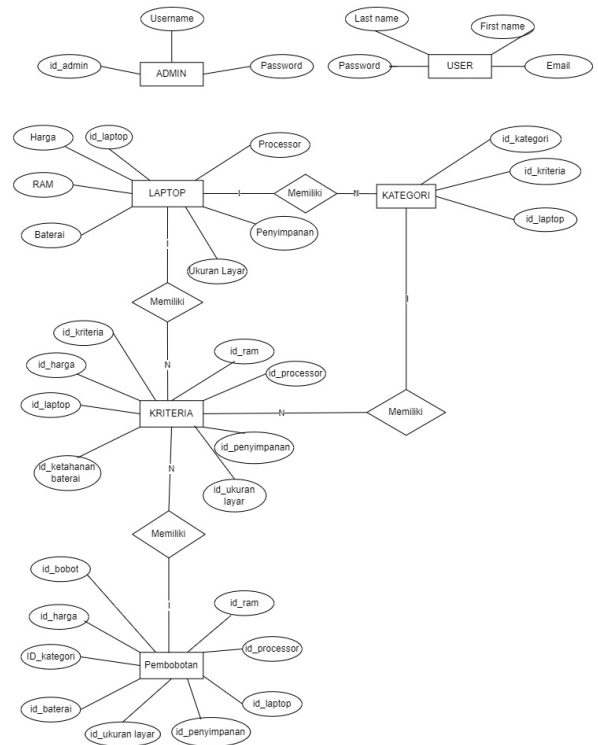 Username
id_admin
ADMIN
Password
Last name
First name
Password
USER
Email
Harga
id_laptop
Processor
RAM
LAPTOP
I
Memiliki
N
KATEGORI
id_kategori
id_kriteria
id_laptop
Baterai
Penyimpanan
Ukuran Layar
I
Memiliki
N
I
Memiliki
N
id_kriteria
id_ram
id_harga
id_processor
id_laptop
KRITERIA
id_penyimpanan
id_ketahanan
baterai
id_ukuran
layar
N
Memiliki
I
id_bobot
id_ram
id_harga
id_processor
ID_kategori
Pembobotan
id_baterai
id_laptop
id_ukuran layar
id_penyimpanan